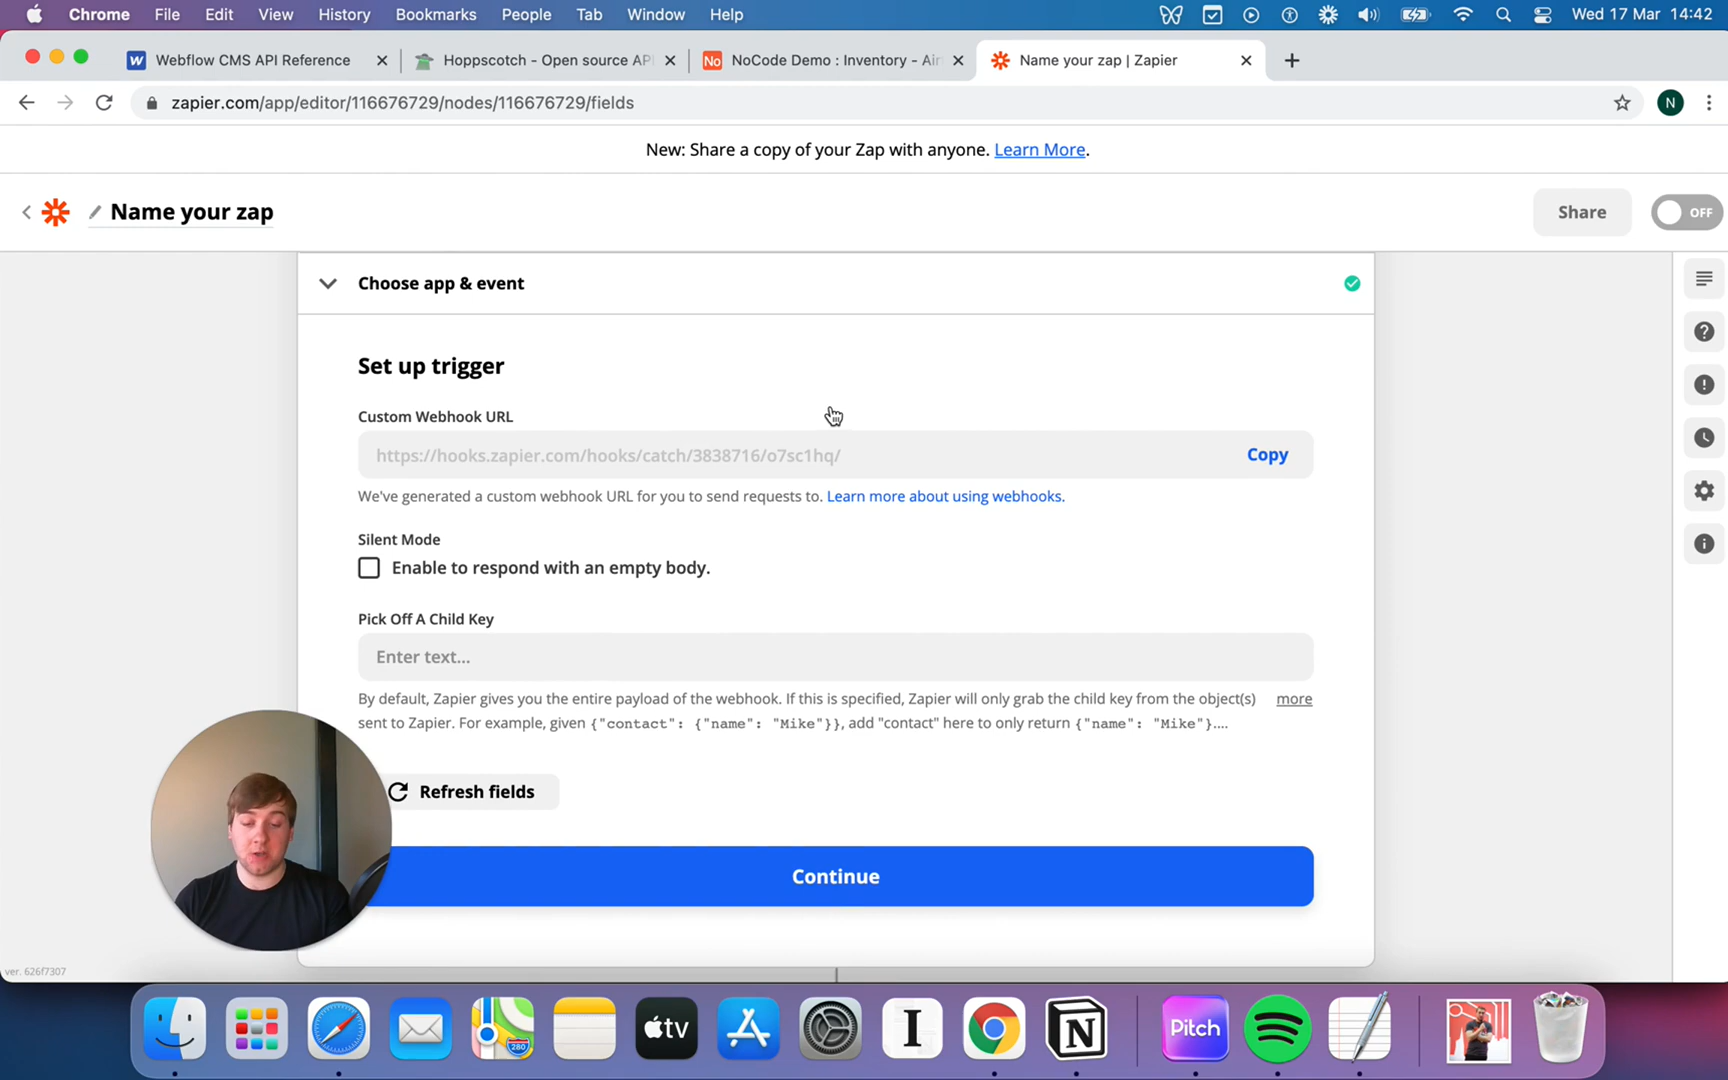 Chrome File Edit View History Bookmarks People Tab Window Help Wed 17 Mar 14:42
Webflow CMS API Reference Hoppscotch - Open source API No NoCode Demo : Inventory - Air Name your zap | Zapier
zapier.com/app/editor/116676729/nodes/116676729/fields N
New: Share a copy of your Zap with anyone. Learn More.
Name your zap Share OFF
Choose app & event
Set up trigger
Custom Webhook URL
https://hooks.zapier.com/hooks/catch/3838716/o7sc1hq/ Copy
We've generated a custom webhook URL for you to send requests to. Learn more about using webhooks.
Silent Mode
Enable to respond with an empty body.
Pick Off A Child Key
Enter text...
By default, Zapier gives you the entire payload of the webhook. If this is specified, Zapier will only grab the child key from the object(s) more
sent to Zapier. For example, given {"contact": {"name": "Mike"}}, add "contact" here to only return {"name": "Mike"}....
Refresh fields
Continue
ver. 626f7307
280 tv I N Pitch